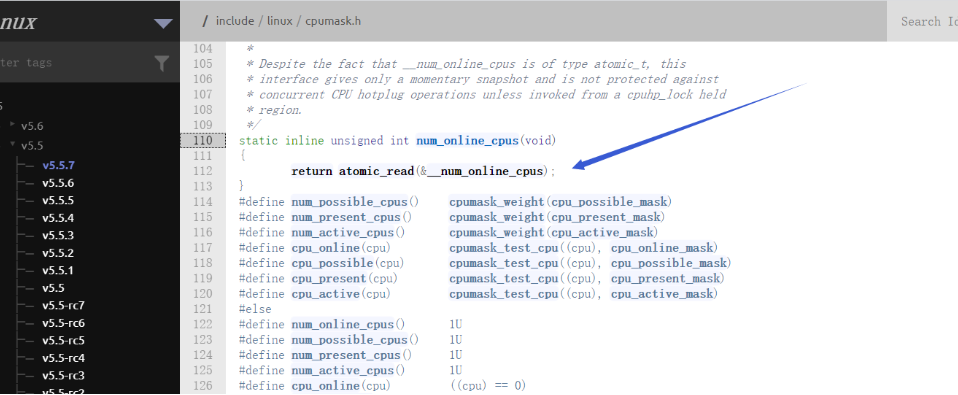 nux
/ include / linux / cpumask.h
Search Id
ter tags
5
v5.6
v5.5
v5.5.7
v5.5.6
v5.5.5
v5.5.4
v5.5.3
v5.5.2
v5.5.1
v5.5
v5.5-rc7
v5.5-rc6
v5.5-rc5
v5.5-rc4
v5.5-rc3
v5.5-rc2
104 *
105 * Despite the fact that __num_online_cpus is of type atomic_t, this
106 * interface gives only a momentary snapshot and is not protected against
107 * concurrent CPU hotplug operations unless invoked from a cpuhp_lock held
108 * region.
109 */
110 static inline unsigned int num_online_cpus(void)
111 {
112 return atomic_read(&__num_online_cpus);
113 }
114 #define num_possible_cpus() cpumask_weight(cpu_possible_mask)
115 #define num_present_cpus() cpumask_weight(cpu_present_mask)
116 #define num_active_cpus() cpumask_weight(cpu_active_mask)
117 #define cpu_online(cpu) cpumask_test_cpu((cpu), cpu_online_mask)
118 #define cpu_possible(cpu) cpumask_test_cpu((cpu), cpu_possible_mask)
119 #define cpu_present(cpu) cpumask_test_cpu((cpu), cpu_present_mask)
120 #define cpu_active(cpu) cpumask_test_cpu((cpu), cpu_active_mask)
121 #else
122 #define num_online_cpus() 1U
123 #define num_possible_cpus() 1U
124 #define num_present_cpus() 1U
125 #define num_active_cpus() 1U
126 #define cpu_online(cpu) ((cpu) == 0)